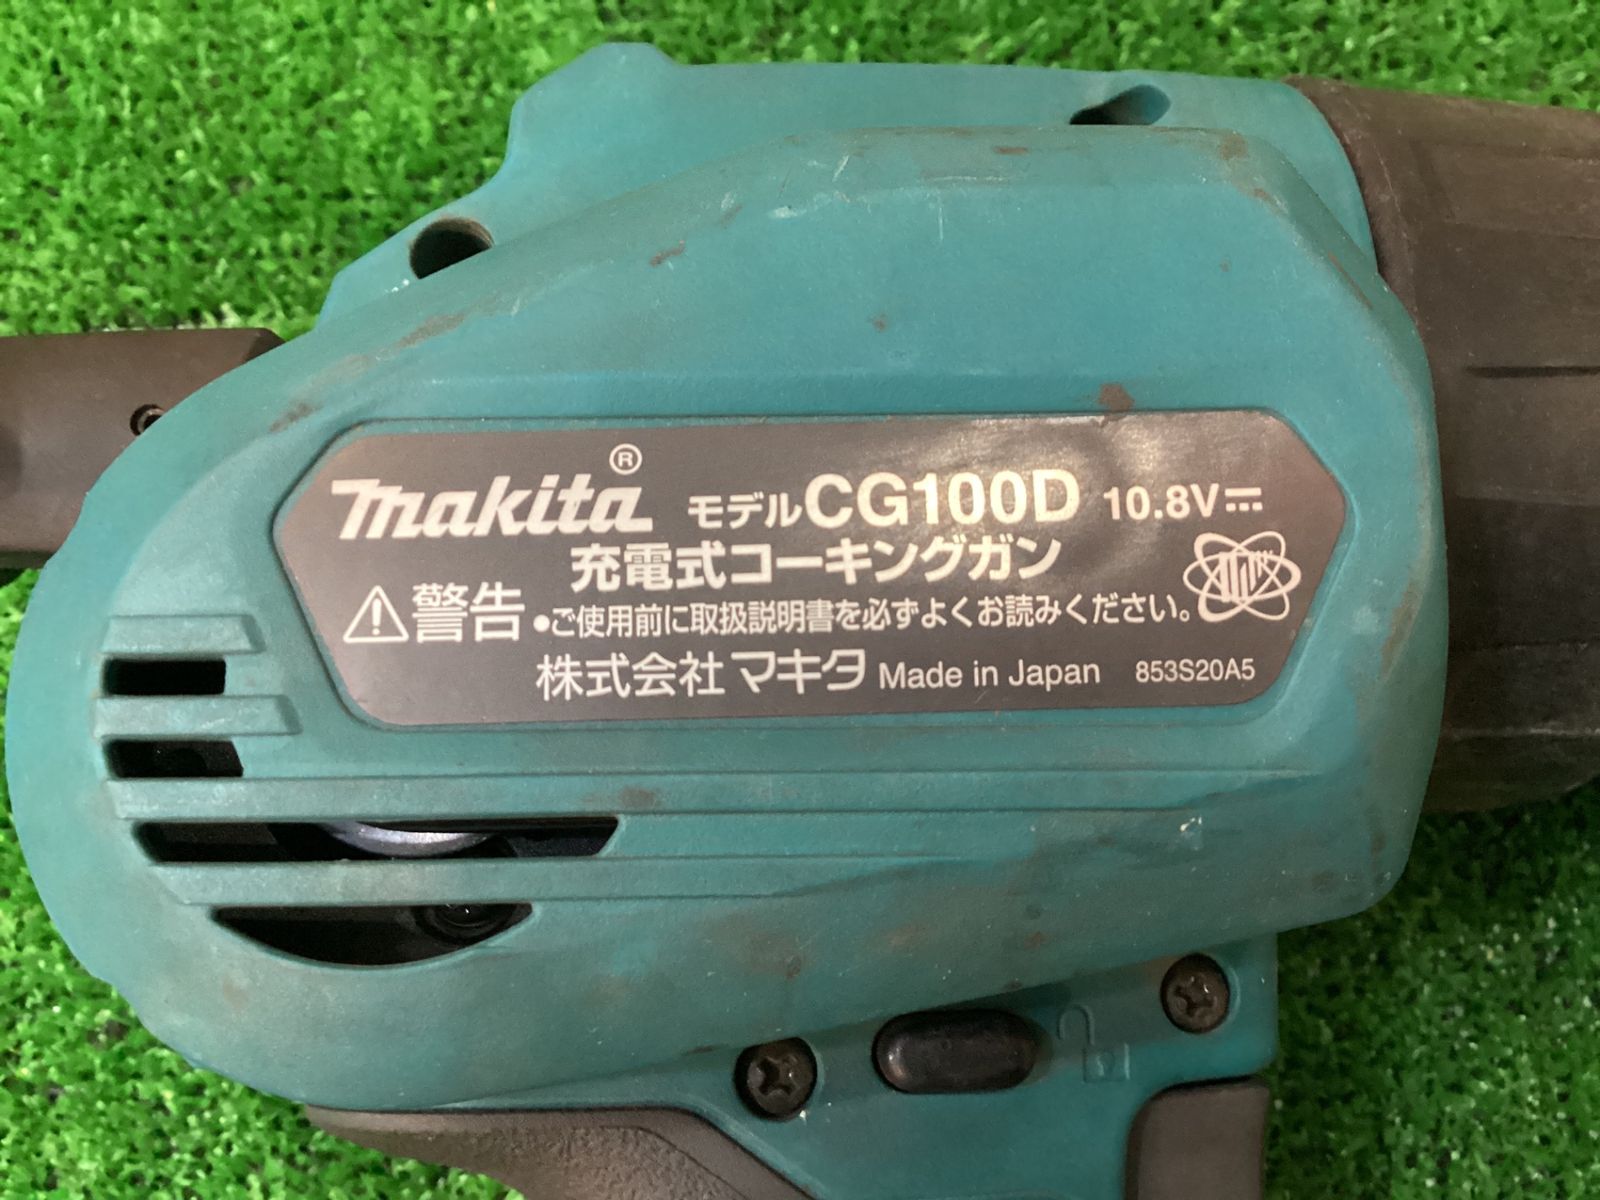 makita® モデルCG100D 10.8V
充電式コーキングガン
警告 •ご使用前に取扱説明書を必ずよくお読みください。
株式会社マキタ Made in Japan 853S20A5